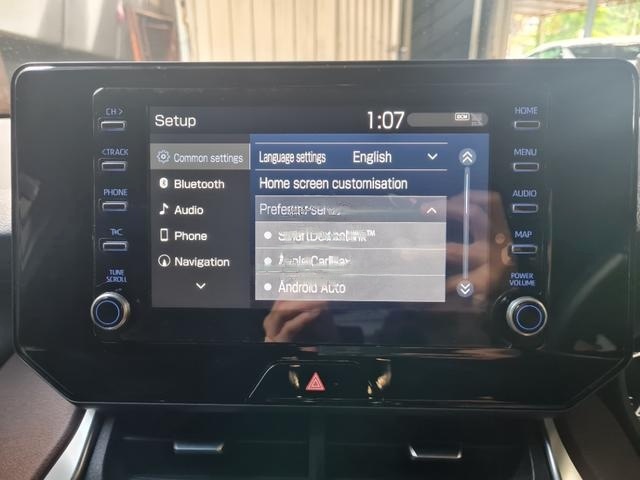 CH >
<TRACK
PHONE
TUNE
SCROLL
Setup
1:07
DCM
Common settings
Bluetooth
Audio
Phone
Navigation
Language settings
English
Home screen customisation
Android Auto
HOME
MENU
AUDIO
MAP
POWER
VOLUME